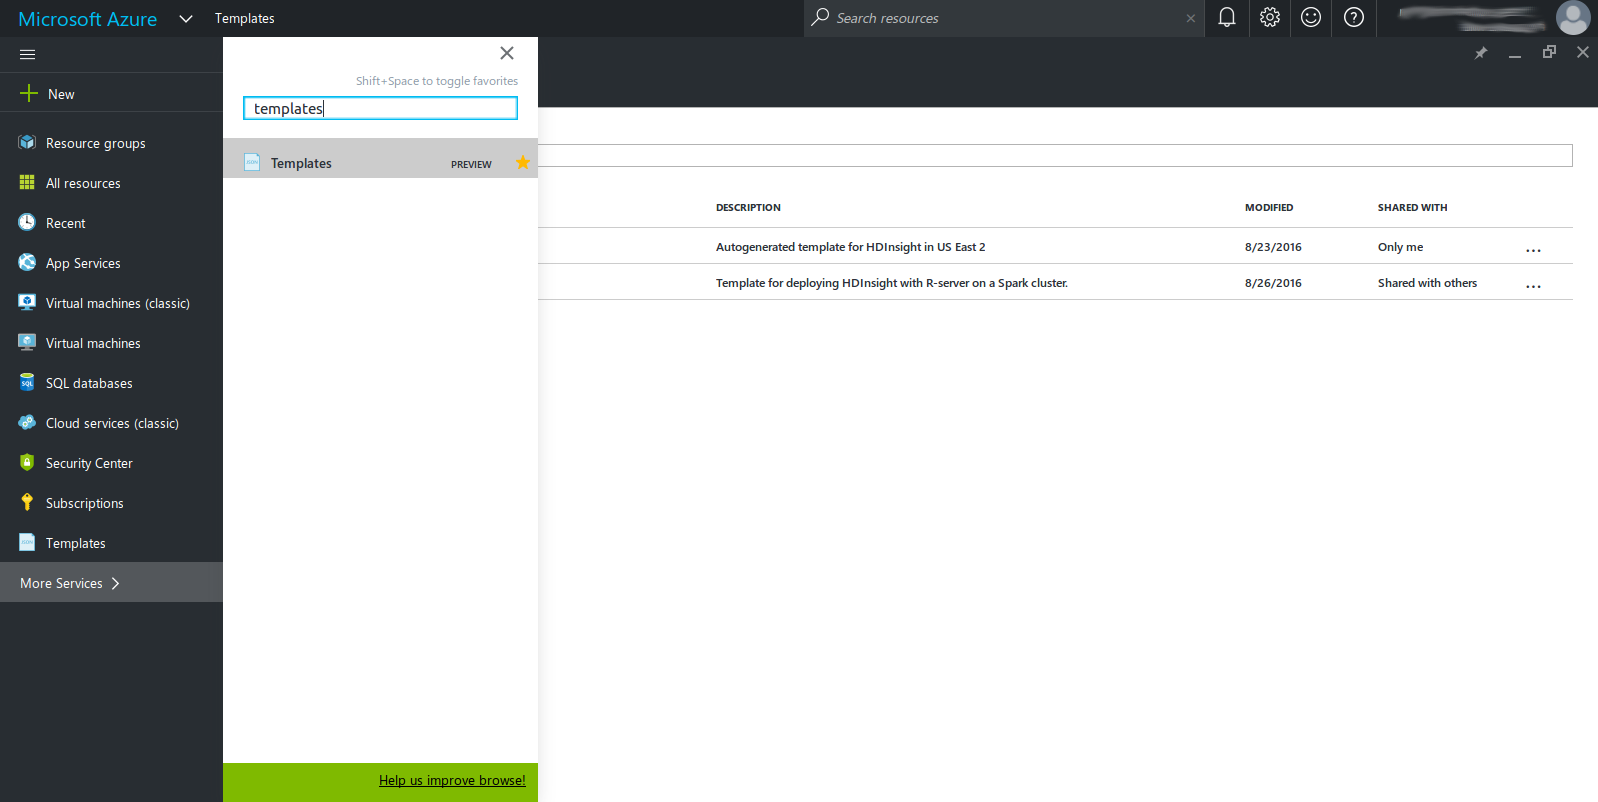 Microsoft Azure
Templates
Search resources
New
Resource groups
All resources
Recent
App Services
Virtual machines (classic)
Virtual machines
SQL databases
Cloud services (classic)
Security Center
Subscriptions
Templates
More Services
Shift+Space to toggle favorites
templates
Templates PREVIEW
Help us improve browse!
DESCRIPTION MODIFIED SHARED WITH
Autogenerated template for HDInsight in US East 2 8/23/2016 Only me ...
Template for deploying HDInsight with R-server on a Spark cluster. 8/26/2016 Shared with others ...